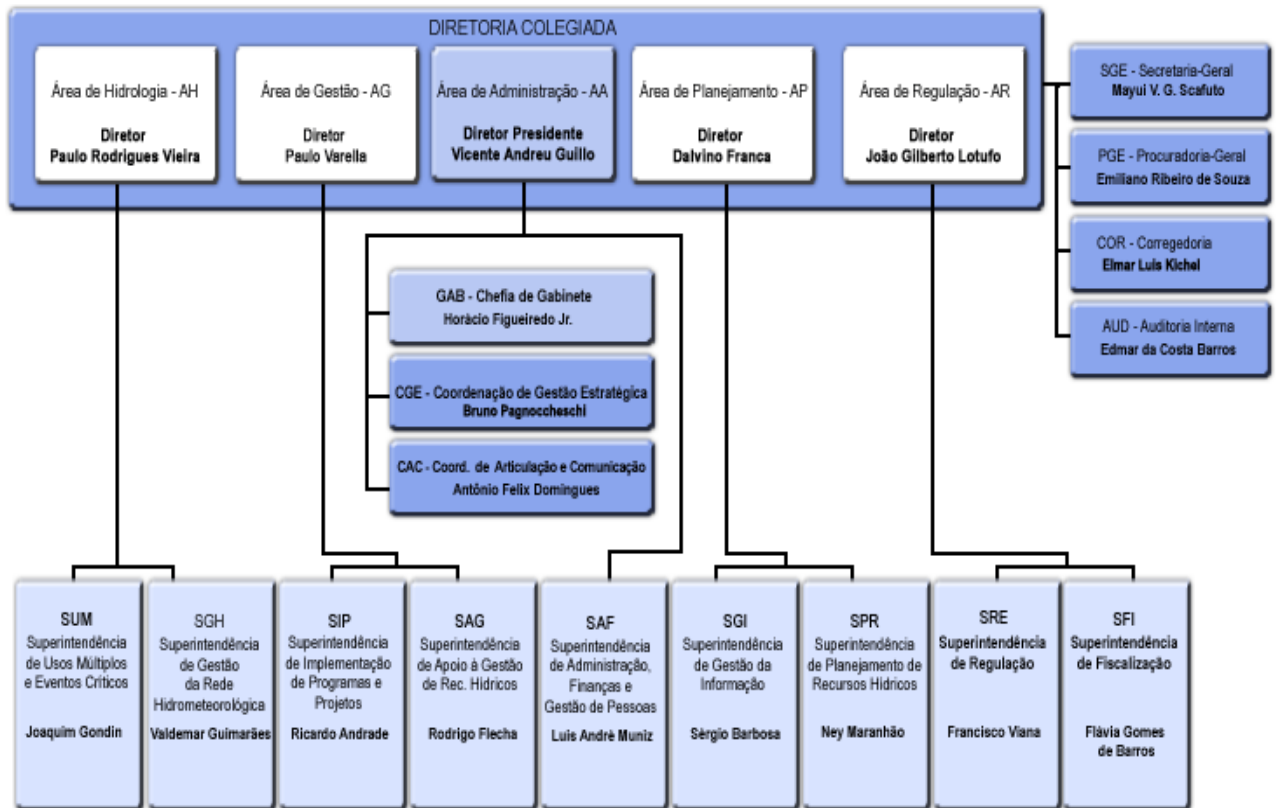 DIRETORIA COLEGIADA
Área de Hidrologia - AH
Diretor
Paulo Rodrigues Vieira
Área de Gestão - AG
Diretor
Paulo Varella
Área de Administração - AA
Diretor Presidente
Vicente Andreu Guillo
Área de Planejamento - AP
Diretor
Dalvino Franca
Área de Regulação - AR
Diretor
João Gilberto Lotufo
SGE - Secretaria-Geral
Mayui V. G. Scafuto
PGE - Procuradoria-Geral
Emiliano Ribeiro de Souza
COR - Corregedoria
Elmar Luis Kichel
AUD - Auditoria Interna
Edmar da Costa Barros
GAB - Chefia de Gabinete
Horácio Figueiredo Jr.
CGE - Coordenação de Gestão Estratégica
Bruno Pagnoccheschi
CAC - Coord. de Articulação e Comunicação
Antônio Felix Domingues
SUM
Superintendência
de Usos Múltiplos
e Eventos Críticos
Joaquim Gondin
SGH
Superintendência
de Gestão
da Rede
Hidrometeorológica
Valdemar Guimarães
SIP
Superintendência
de Implementação
de Programas e
Projetos
Ricardo Andrade
SAG
Superintendência
de Apoio à Gestão
de Rec. Hídricos
Rodrigo Flecha
SAF
Superintendência
de Administração,
Finanças e
Gestão de Pessoas
Luis Andrè Muniz
SGI
Superintendência
de Gestão da
Informação
Sèrgio Barbosa
SPR
Superintendência
de Planejamento de
Recursos Hídricos
Ney Maranhão
SRE
Superintendência
de Regulação
Francisco Viana
SFI
Superintendência
de Fiscalização
Flávia Gomes
de Barros